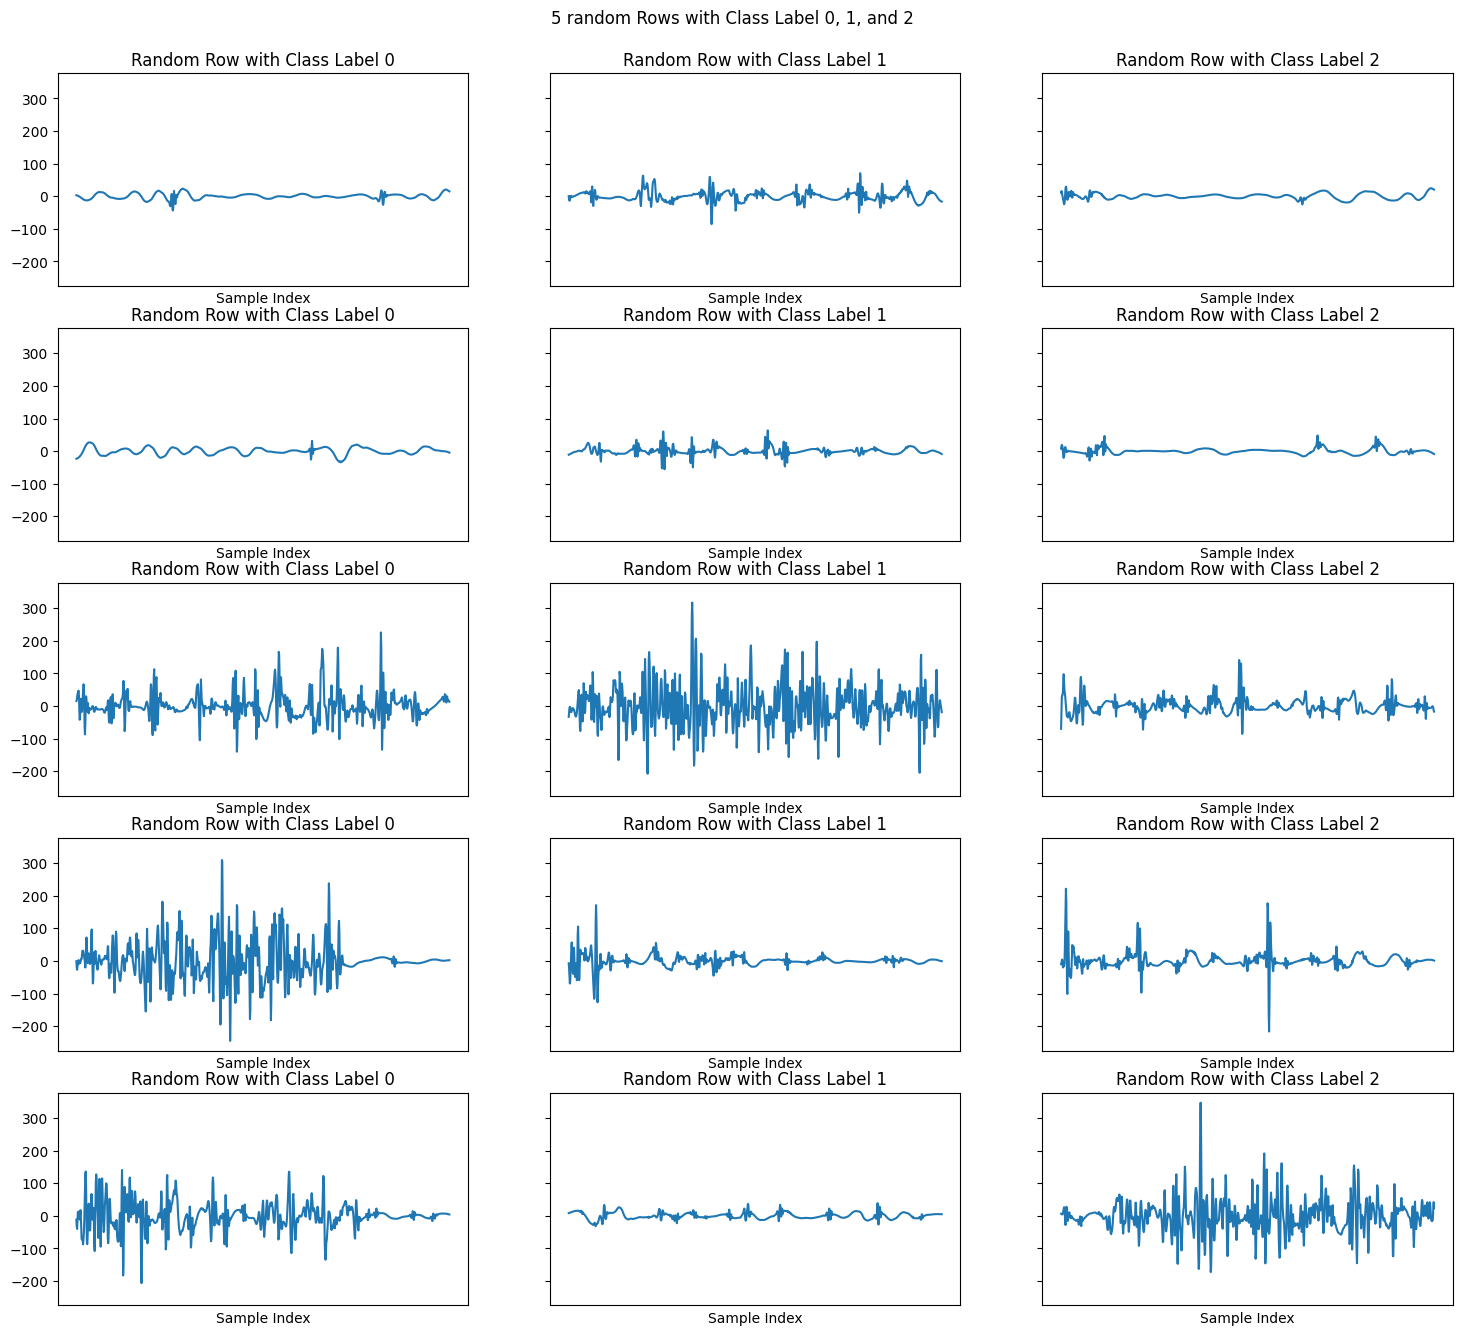 5 random Rows with Class Label 0, 1, and 2
Random Row with Class Label 0 Random Row with Class Label 1 Random Row with Class Label 2
300
200
100
0
−100
−200
Sample Index Sample Index Sample Index
Random Row with Class Label 0 Random Row with Class Label 1 Random Row with Class Label 2
300
200
100
0
−100
−200
Sample Index Sample Index Sample Index
Random Row with Class Label 0 Random Row with Class Label 1 Random Row with Class Label 2
300
200
100
0
−100
−200
Sample Index Sample Index Sample Index
Random Row with Class Label 0 Random Row with Class Label 1 Random Row with Class Label 2
300
200
100
0
−100
−200
Sample Index Sample Index Sample Index
Random Row with Class Label 0 Random Row with Class Label 1 Random Row with Class Label 2
300
200
100
0
−100
−200
Sample Index Sample Index Sample Index